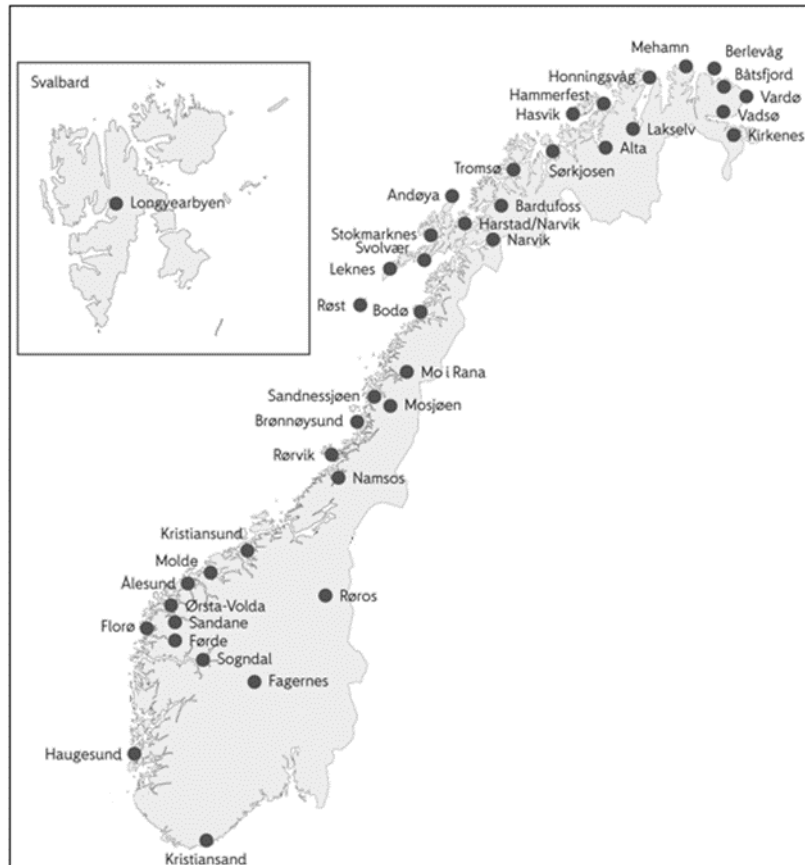 Svalbard
Longyearbyen
Mehamn
Berlevåg
Honningsvåg
Båtsfjord
Hammerfest
Vardø
Hasvik
Vadsø
Lakselv
Kirkenes
Alta
Tromsø
Sørkjosen
Andøya
Bardufoss
Stokmarknes
Harstad/Narvik
Svolvær
Narvik
Leknes
Røst
Bodø
Mo i Rana
Sandnessjøen
Mosjøen
Brønnøysund
Rørvik
Namsos
Kristiansund
Molde
Ålesund
Røros
Ørsta-Volda
Florø
Sandane
Førde
Sogndal
Fagernes
Haugesund
Kristiansand